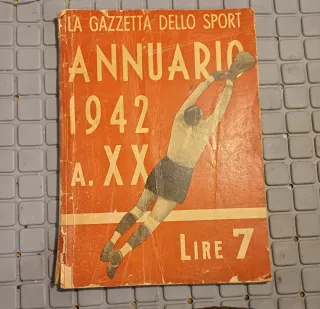 LA GAZZETTA DELLO SPORT
ANNUARIO
1942
A. XX
LIRE 7